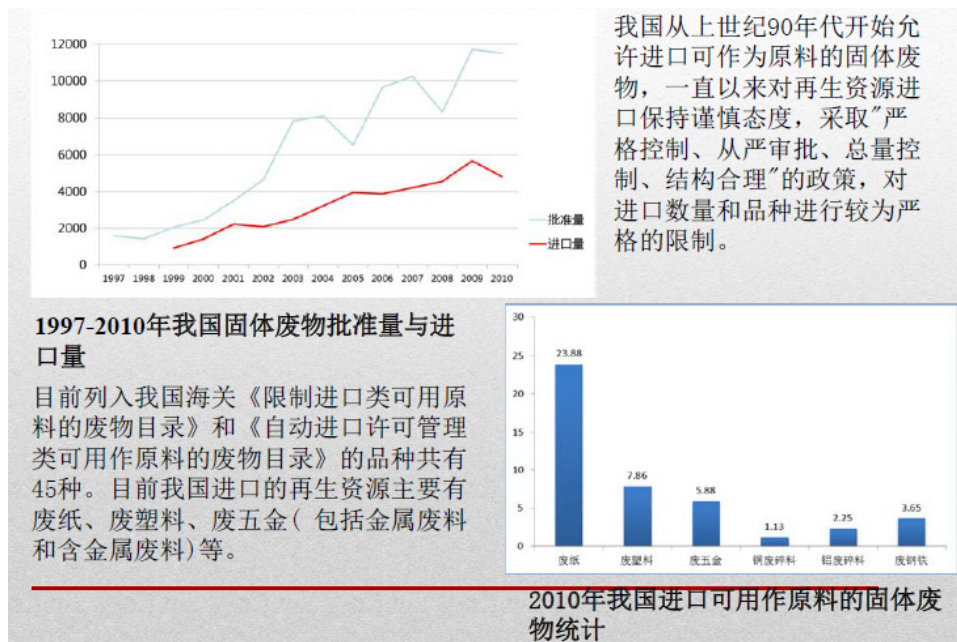 12000
10000
8000
6000
4000
2000
0
1997 1998 1999 2000 2001 2002 2003 2004 2005 2006 2007 2008 2009 2010
批准量
进口量
我国从上世纪90年代开始允
许进口可作为原料的固体废
物，一直以来对再生资源进
口保持谨慎态度，采取"严
格控制、从严审批、总量控
制、结构合理"的政策，对
进口数量和品种进行较为严
格的限制。
1997-2010年我国固体废物批准量与进
口量
目前列入我国海关《限制进口类可用原
料的废物目录》和《自动进口许可管理
类可用作原料的废物目录》的品种共有
45种。目前我国进口的再生资源主要有
废纸、废塑料、废五金( 包括金属废料
和含金属废料)等。
30
25
20
15
10
5
0
23.88
7.86
5.88
1.13
2.25
3.65
废纸 废塑料 废五金 铜废碎料 铝废碎料 废钢铁
2010年我国进口可用作原料的固体废
物统计